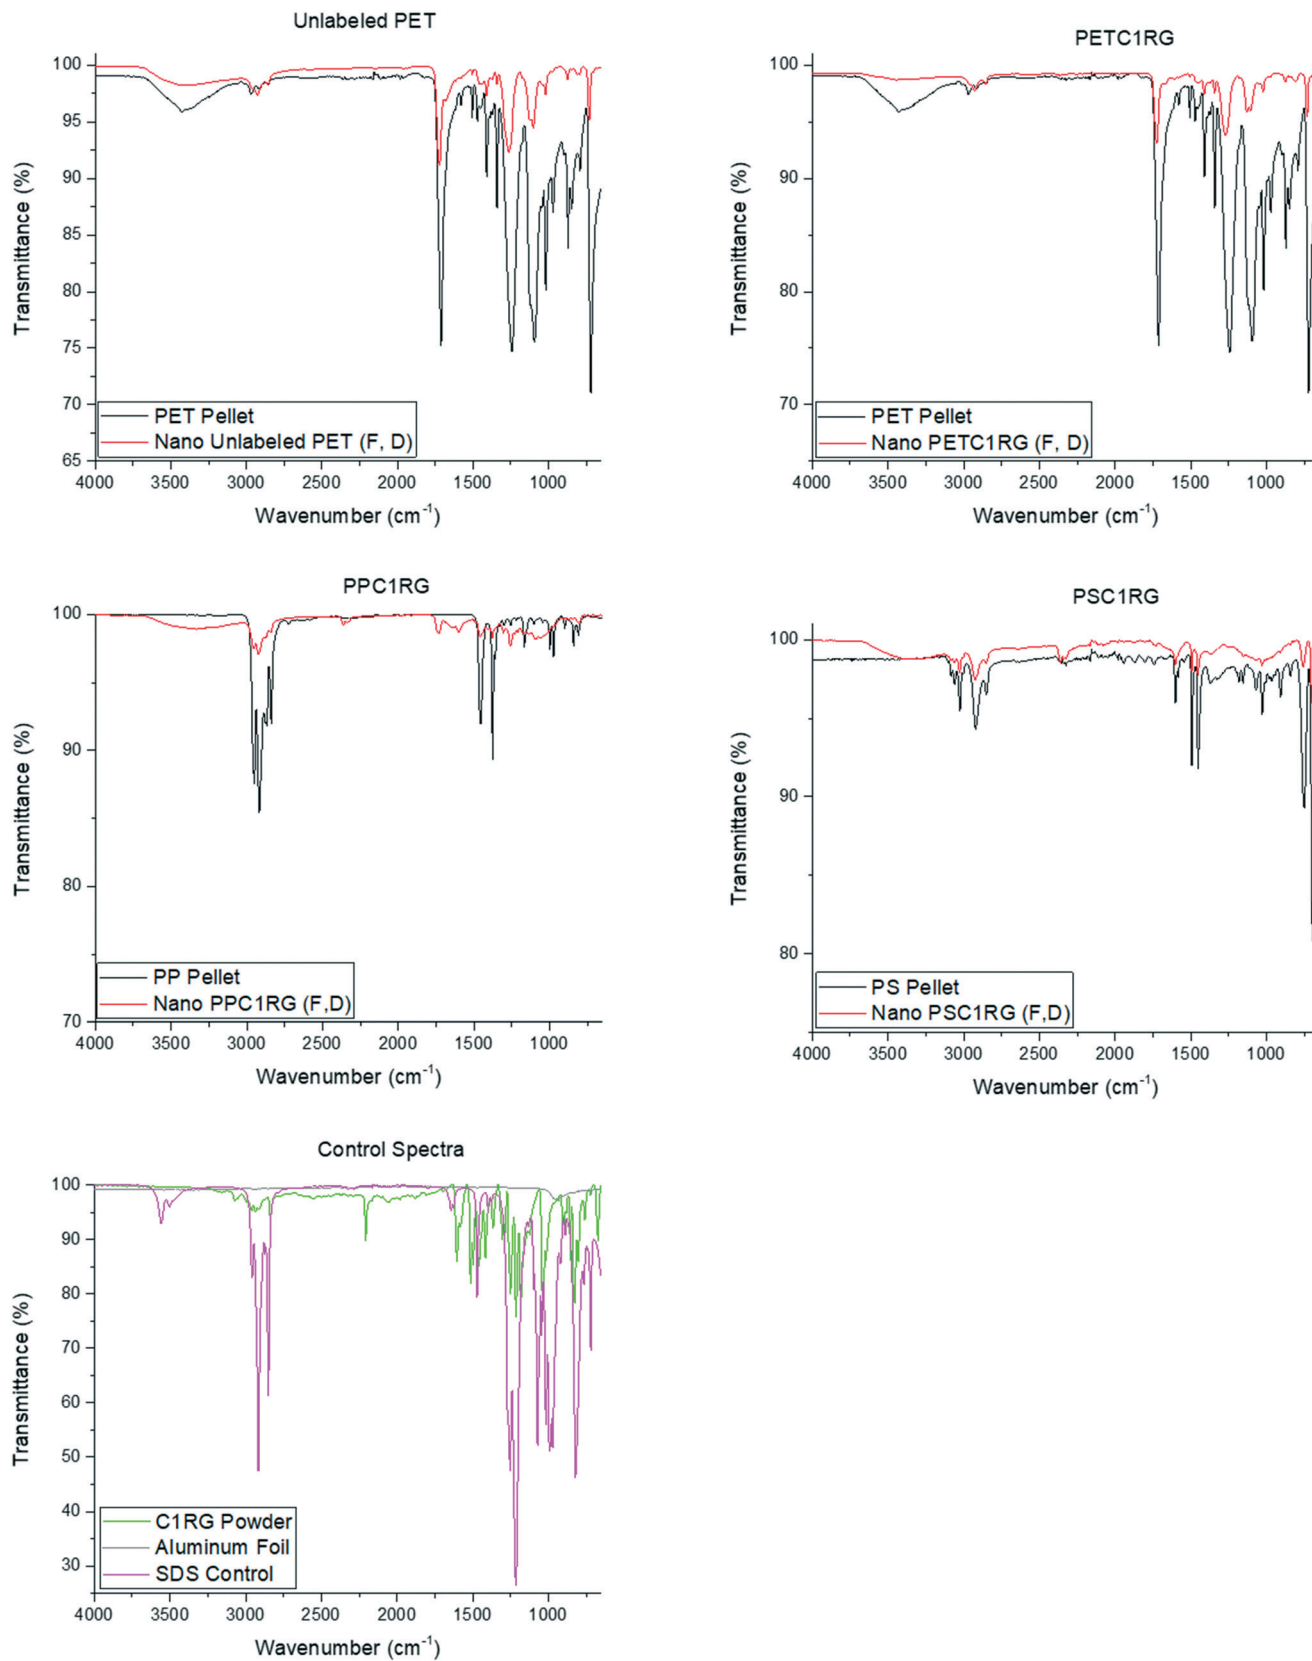 Unlabeled PET
100
95
90
85
80
75
70
65
Transmittance (%)
PET Pellet
Nano Unlabeled PET (F, D)
4000 3500 3000 2500 2000 1500 1000
Wavenumber (cm⁻¹)
PETC1RG
100
95
90
85
80
75
70
Transmittance (%)
PET Pellet
Nano PETC1RG (F, D)
4000 3500 3000 2500 2000 1500 1000
Wavenumber (cm⁻¹)
PPC1RG
100
90
80
70
Transmittance (%)
PP Pellet
Nano PPC1RG (F,D)
4000 3500 3000 2500 2000 1500 1000
Wavenumber (cm⁻¹)
PSC1RG
100
90
80
Transmittance (%)
PS Pellet
Nano PSC1RG (F,D)
4000 3500 3000 2500 2000 1500 1000
Wavenumber (cm⁻¹)
Control Spectra
100
90
80
70
60
50
40
30
Transmittance (%)
C1RG Powder
Aluminum Foil
SDS Control
4000 3500 3000 2500 2000 1500 1000
Wavenumber (cm⁻¹)